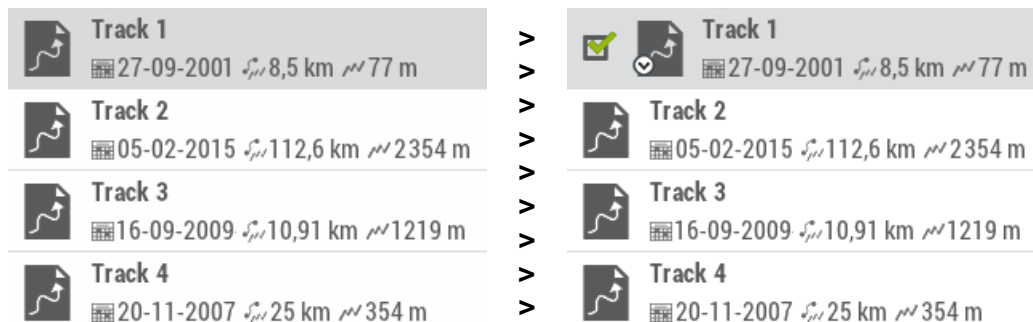 Track 1
27-09-2001 8,5 km 77 m
Track 2
05-02-2015 112,6 km 2354 m
Track 3
16-09-2009 10,91 km 1219 m
Track 4
20-11-2007 25 km 354 m
>
>
>
>
>
>
>
>
>
Track 1
27-09-2001 8,5 km 77 m
Track 2
05-02-2015 112,6 km 2354 m
Track 3
16-09-2009 10,91 km 1219 m
Track 4
20-11-2007 25 km 354 m